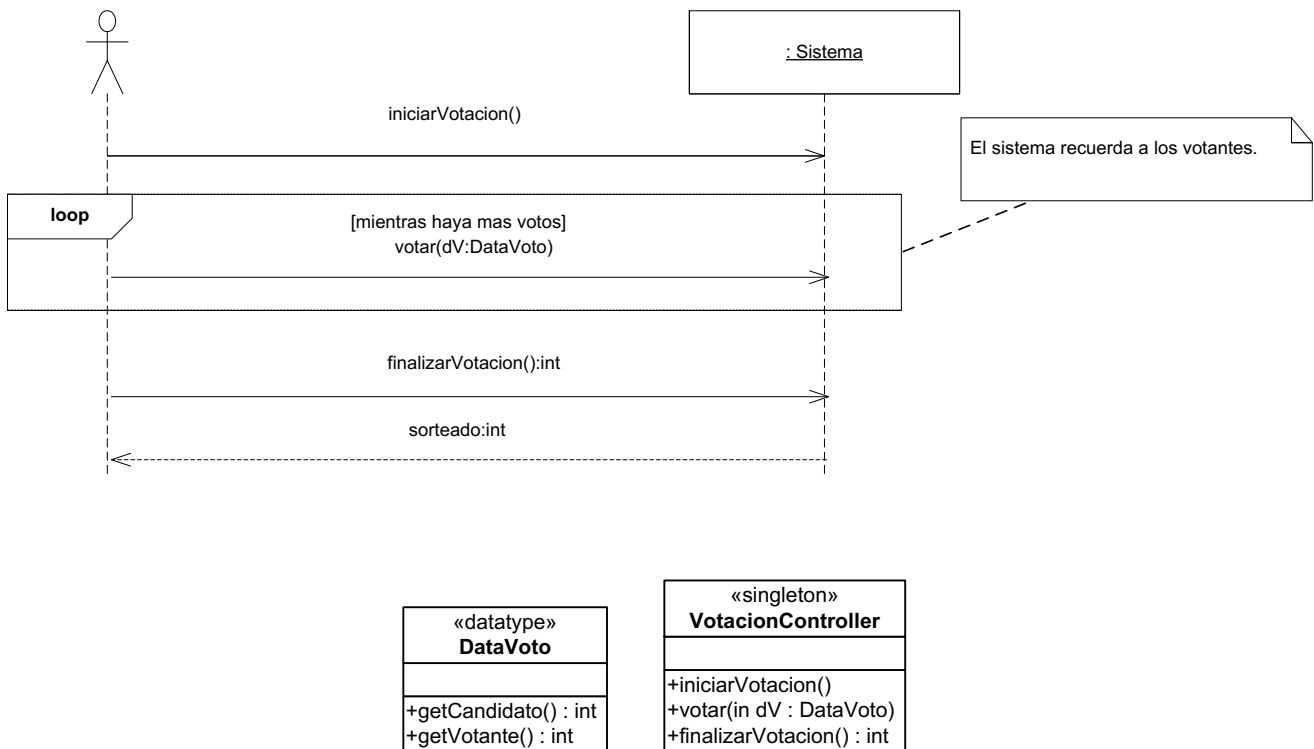 : Sistema
iniciarVotacion()
El sistema recuerda a los votantes.
loop
[mientras haya mas votos]
votar(dV:DataVoto)
finalizarVotacion():int
sorteado:int
«datatype»
DataVoto
+getCandidato() : int
+getVotante() : int
«singleton»
VotacionController
+iniciarVotacion()
+votar(in dV : DataVoto)
+finalizarVotacion() : int